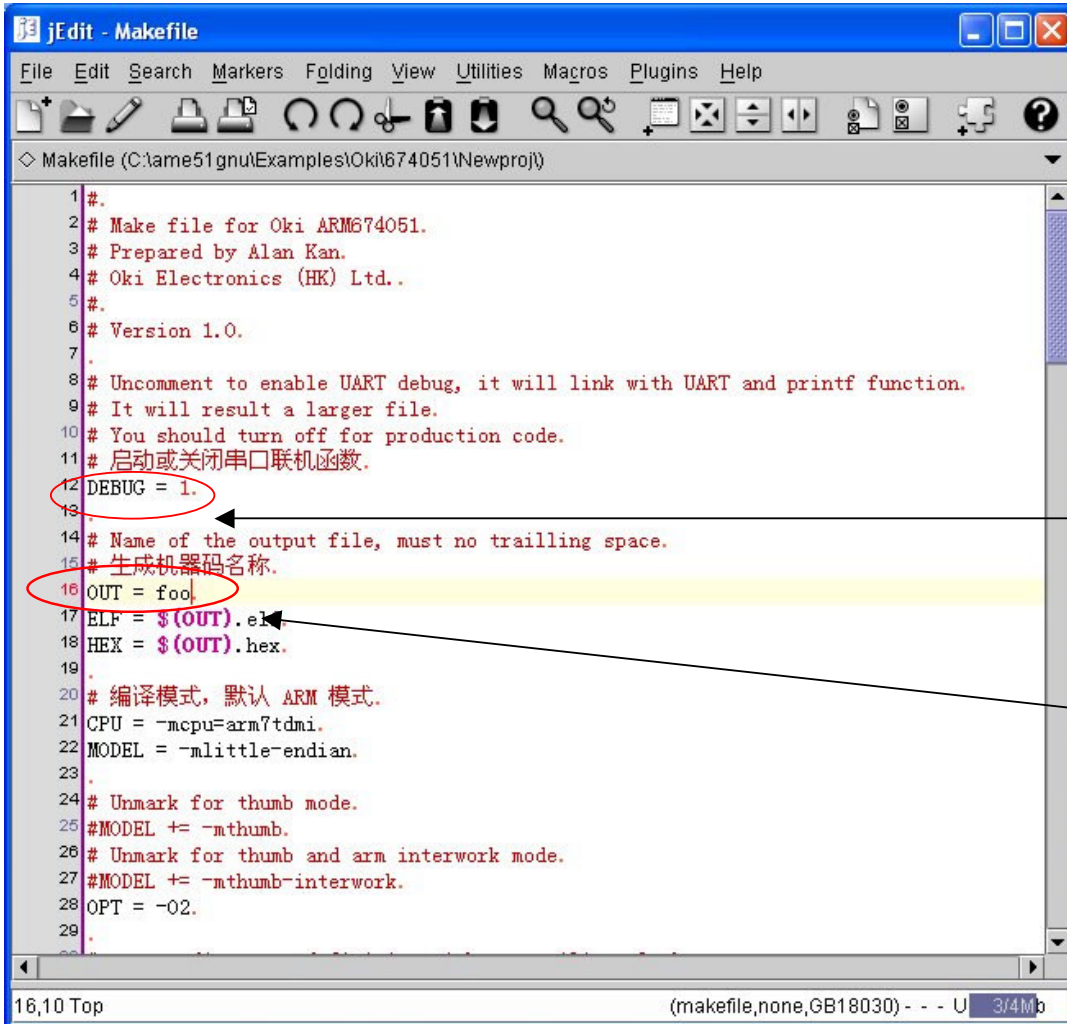 jEdit - Makefile
File Edit Search Markers Folding View Utilities Macros Plugins Help
Makefile (C:\ame51gnu\Examples\Oki\674051\Newproj\)
1 #.
2 # Make file for Oki ARM674051.
3 # Prepared by Alan Kan.
4 # Oki Electronics (HK) Ltd..
5 #.
6 # Version 1.0.
7 .
8 # Uncomment to enable UART debug, it will link with UART and printf function.
9 # It will result a larger file.
10 # You should turn off for production code.
11 # 启动或关闭串口联机函数.
12 DEBUG = 1.
13 .
14 # Name of the output file, must no trailling space.
15 # 生成机器码名称.
16 OUT = foo.
17 ELF = $(OUT).elf.
18 HEX = $(OUT).hex.
19 .
20 # 编译模式，默认 ARM 模式.
21 CPU = -mcpu=arm7tdmi.
22 MODEL = -mlittle-endian.
23 .
24 # Unmark for thumb mode.
25 #MODEL += -mthumb.
26 # Unmark for thumb and arm interwork mode.
27 #MODEL += -mthumb-interwork.
28 OPT = -O2.
29 .
16,10 Top (makefile,none,GB18030) - - - U 3/4Mb